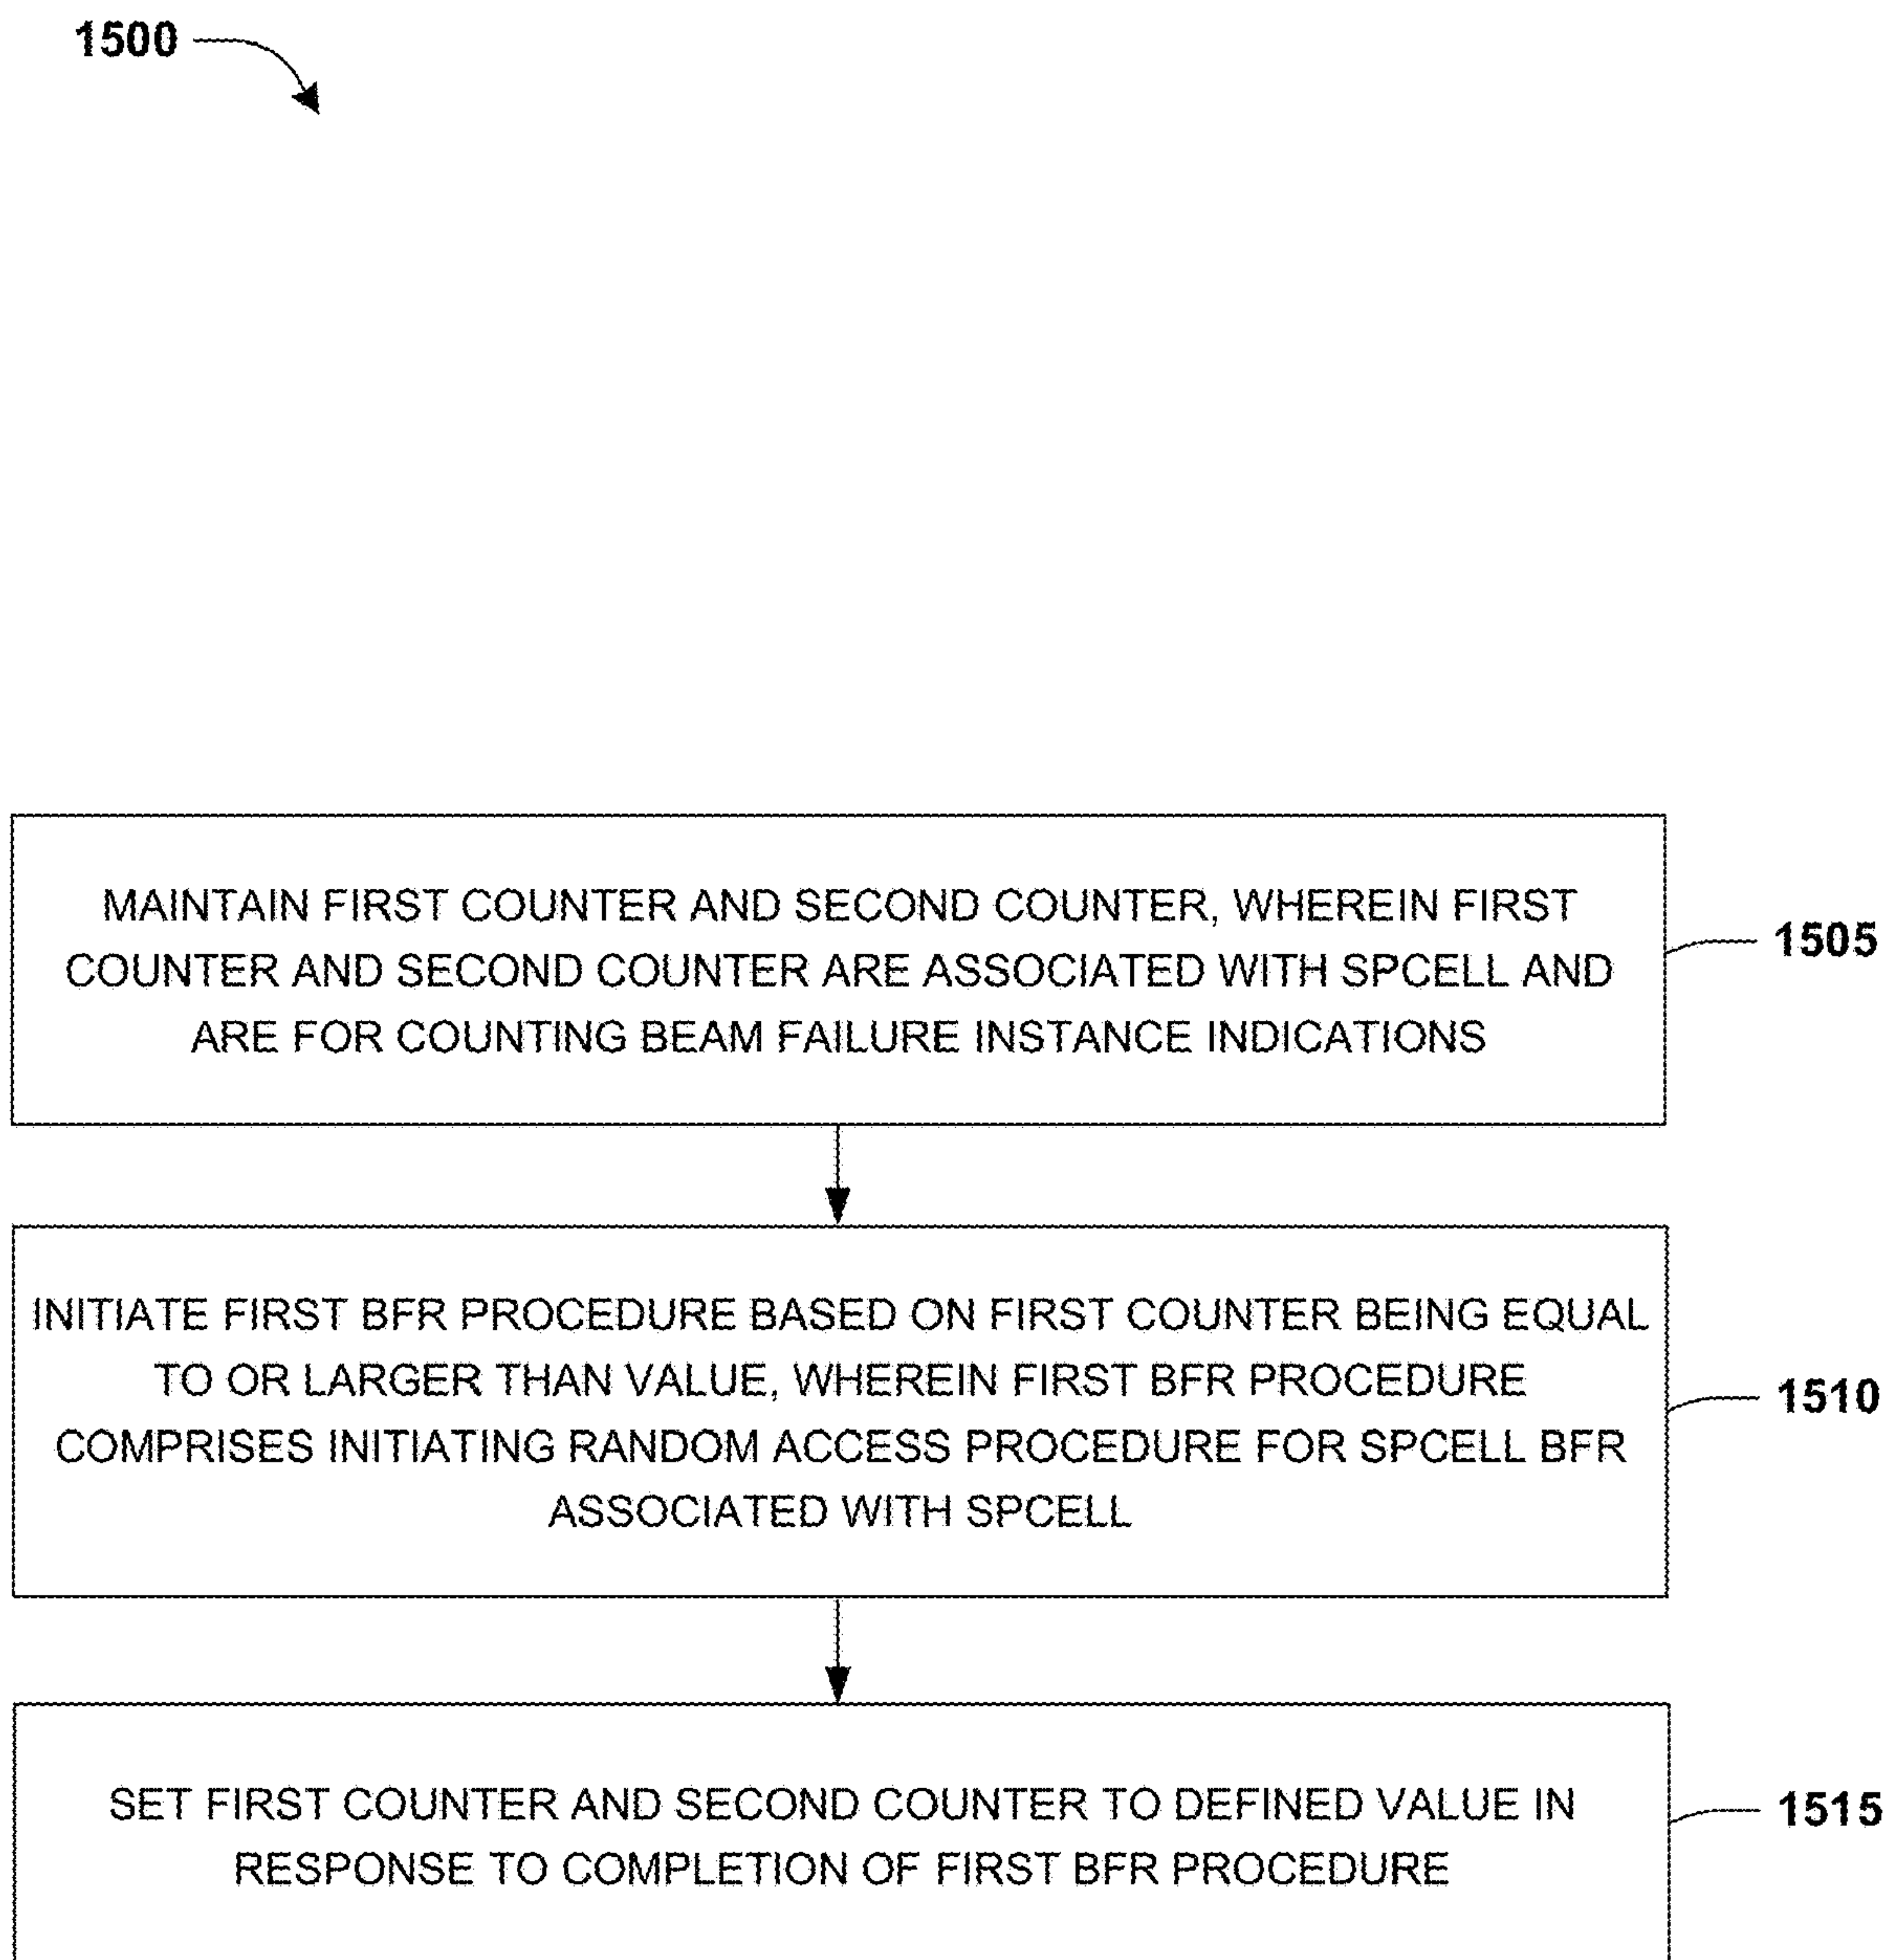 1500
MAINTAIN FIRST COUNTER AND SECOND COUNTER, WHEREIN FIRST
COUNTER AND SECOND COUNTER ARE ASSOCIATED WITH SPCELL AND
ARE FOR COUNTING BEAM FAILURE INSTANCE INDICATIONS
1505
INITIATE FIRST BFR PROCEDURE BASED ON FIRST COUNTER BEING EQUAL
TO OR LARGER THAN VALUE, WHEREIN FIRST BFR PROCEDURE
COMPRISES INITIATING RANDOM ACCESS PROCEDURE FOR SPCELL BFR
ASSOCIATED WITH SPCELL
1510
SET FIRST COUNTER AND SECOND COUNTER TO DEFINED VALUE IN
RESPONSE TO COMPLETION OF FIRST BFR PROCEDURE
1515